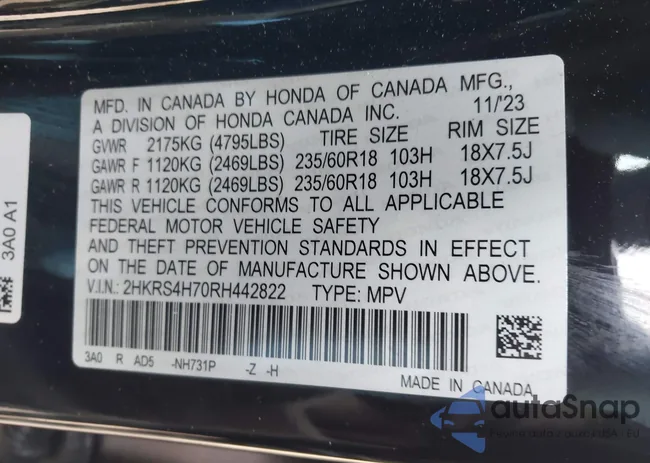 MFD. IN CANADA BY HONDA OF CANADA MFG.,
A DIVISION OF HONDA CANADA INC. 11/'23
GVWR 2175KG (4795LBS) TIRE SIZE RIM SIZE
GAWR F 1120KG (2469LBS) 235/60R18 103H 18X7.5J
GAWR R 1120KG (2469LBS) 235/60R18 103H 18X7.5J
THIS VEHICLE CONFORMS TO ALL APPLICABLE
FEDERAL MOTOR VEHICLE SAFETY
AND THEFT PREVENTION STANDARDS IN EFFECT
ON THE DATE OF MANUFACTURE SHOWN ABOVE.
V.I.N.: 2HKRS4H70RH442822 TYPE: MPV
3A0 R AD5 -NH731P -Z -H
MADE IN CANADA
3A0 A1
autaSnap